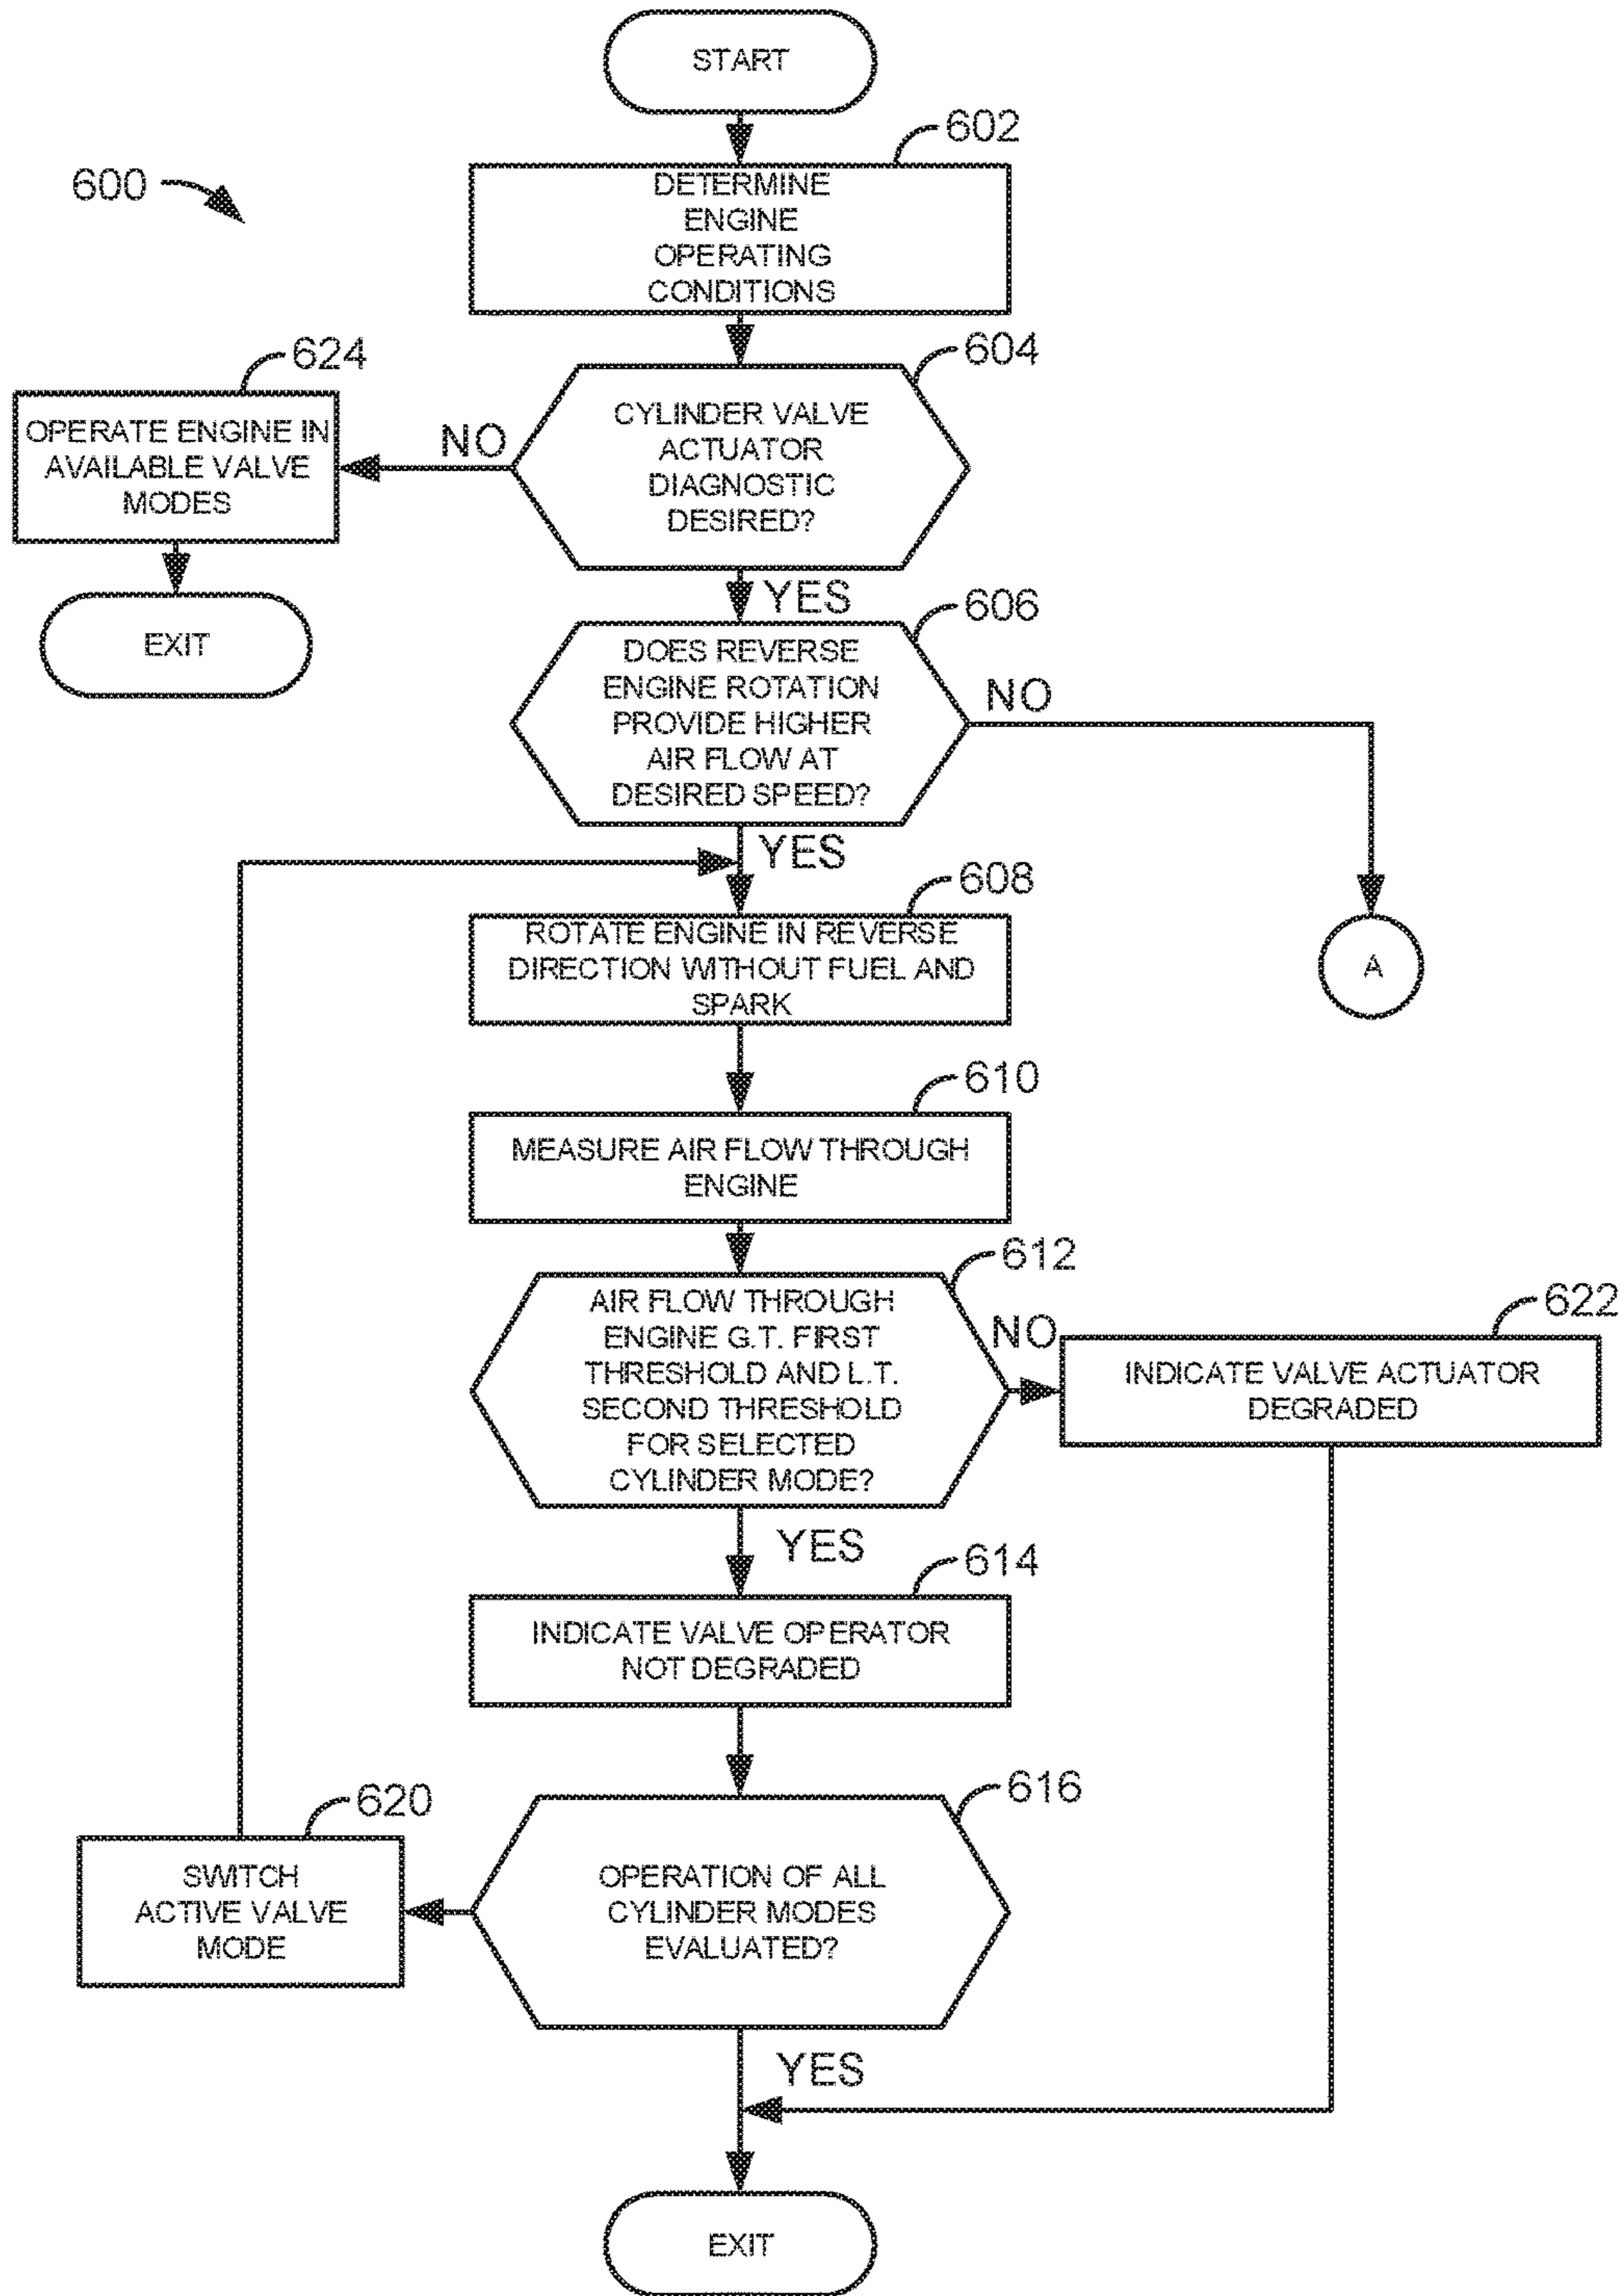 START
602
600
DETERMINE
ENGINE
OPERATING
CONDITIONS
624
604
OPERATE ENGINE IN
AVAILABLE VALVE
MODES
NO
CYLINDER VALVE
ACTUATOR
DIAGNOSTIC
DESIRED?
YES
606
EXIT
DOES REVERSE
ENGINE ROTATION
PROVIDE HIGHER
AIR FLOW AT
DESIRED SPEED?
NO
YES
608
ROTATE ENGINE IN REVERSE
DIRECTION WITHOUT FUEL AND
SPARK
A
610
MEASURE AIR FLOW THROUGH
ENGINE
612
AIR FLOW THROUGH
ENGINE G.T. FIRST
THRESHOLD AND L.T.
SECOND THRESHOLD
FOR SELECTED
CYLINDER MODE?
NO
622
INDICATE VALVE ACTUATOR
DEGRADED
YES
614
INDICATE VALVE OPERATOR
NOT DEGRADED
616
620
SWITCH
ACTIVE VALVE
MODE
OPERATION OF ALL
CYLINDER MODES
EVALUATED?
YES
EXIT